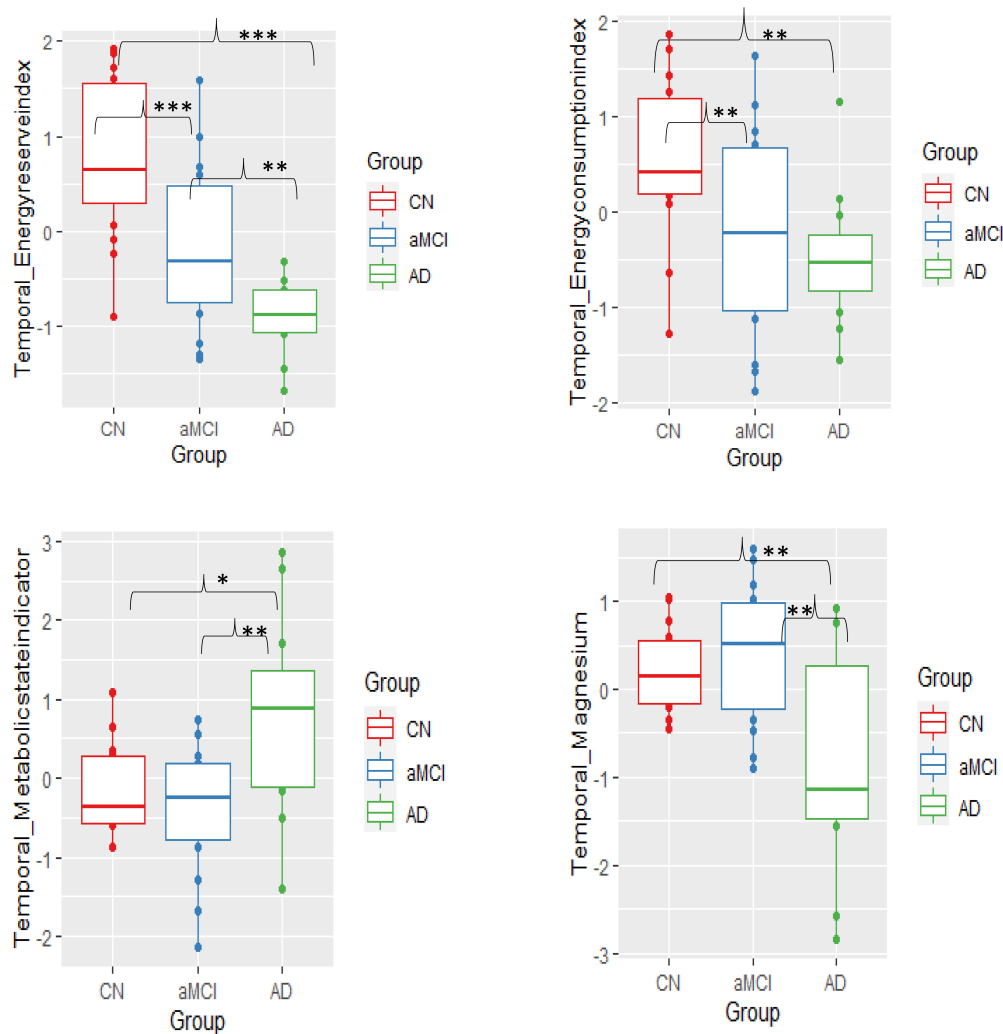 Temporal_Energyreserveindex
2
1
0
-1
***
***
**
CN
aMCI
AD
Group
Group
CN
aMCI
AD
Temporal_Energyconsumptionindex
2
1
0
-1
-2
**
**
CN
aMCI
AD
Group
Group
CN
aMCI
AD
Temporal_Metabolicstateindicator
3
2
1
0
-1
-2
*
**
CN
aMCI
AD
Group
Group
CN
aMCI
AD
Temporal_Magnesium
1
0
-1
-2
-3
**
**
CN
aMCI
AD
Group
Group
CN
aMCI
AD